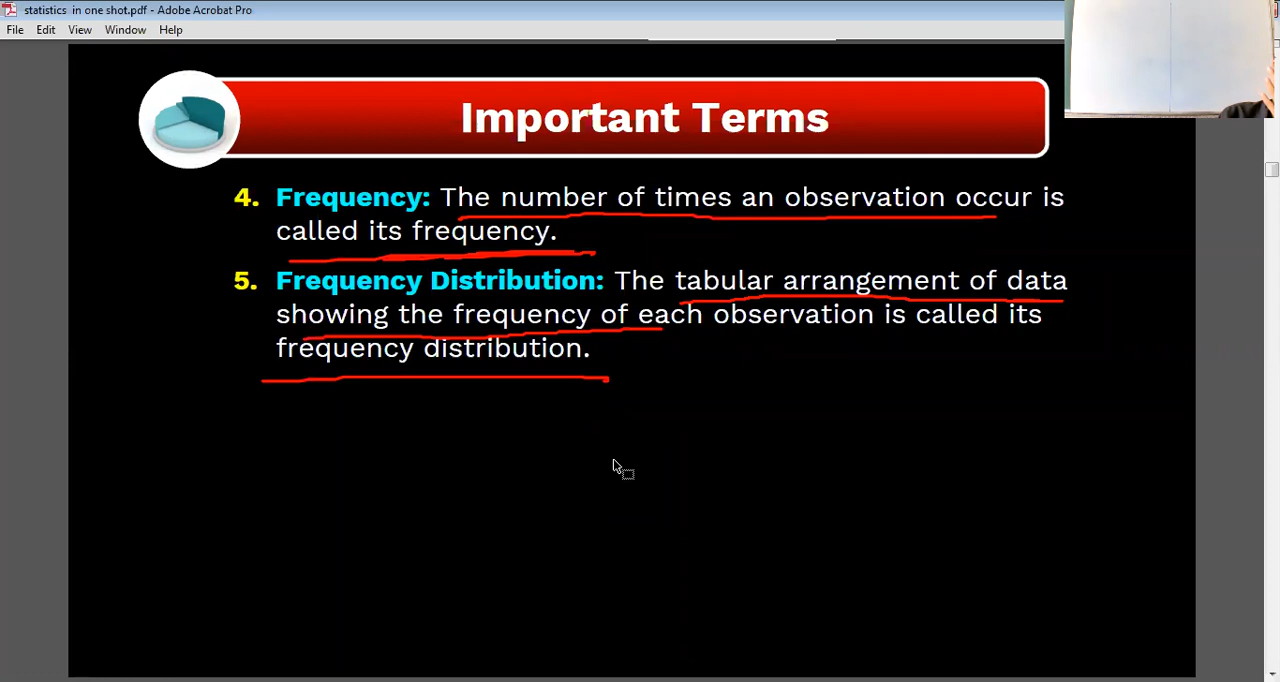 statistics in one shot.pdf - Adobe Acrobat Pro
File Edit View Window Help
Important Terms
4. Frequency: The number of times an observation occur is
called its frequency.
5. Frequency Distribution: The tabular arrangement of data
showing the frequency of each observation is called its
frequency distribution.